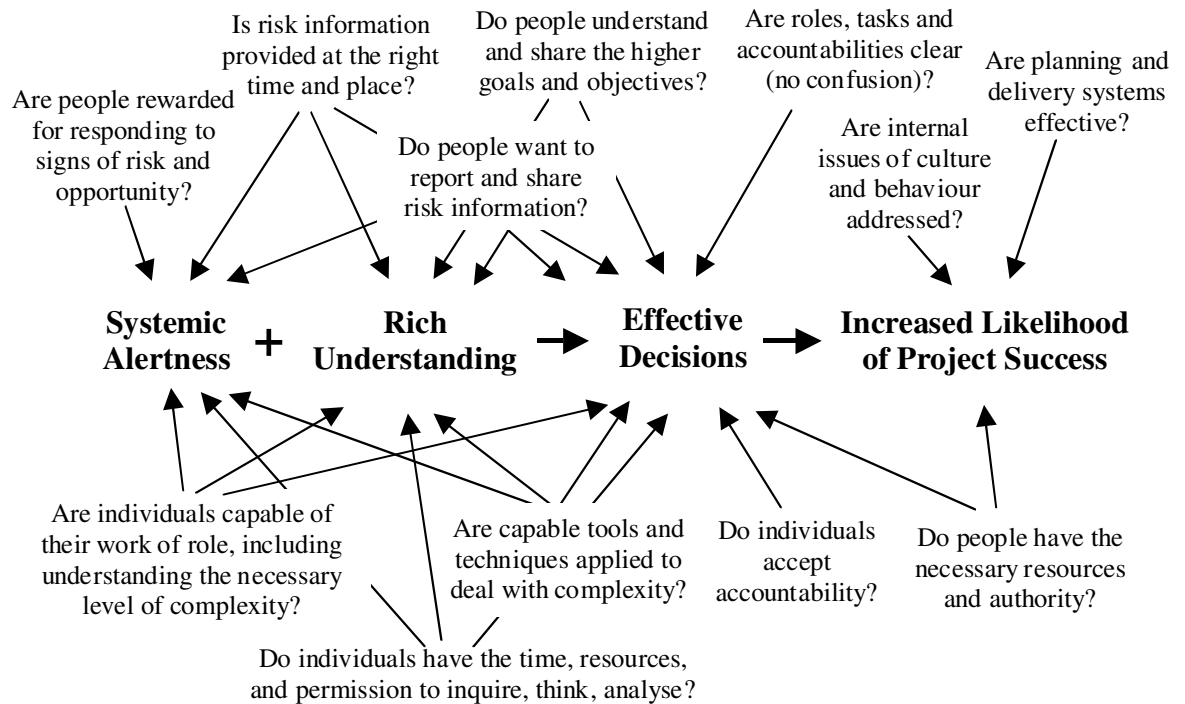 Is risk information
provided at the right
time and place?
Do people understand
and share the higher
goals and objectives?
Are roles, tasks and
accountabilities clear
(no confusion)?
Are planning and
delivery systems
effective?
Are people rewarded
for responding to
signs of risk and
opportunity?
Do people want to
report and share
risk information?
Are internal
issues of culture
and behaviour
addressed?
Systemic
Alertness
+
Rich
Understanding
Effective
Decisions
Increased Likelihood
of Project Success
Are individuals capable of
their work of role, including
understanding the necessary
level of complexity?
Are capable tools and
techniques applied to
deal with complexity?
Do individuals
accept
accountability?
Do people have the
necessary resources
and authority?
Do individuals have the time, resources,
and permission to inquire, think, analyse?